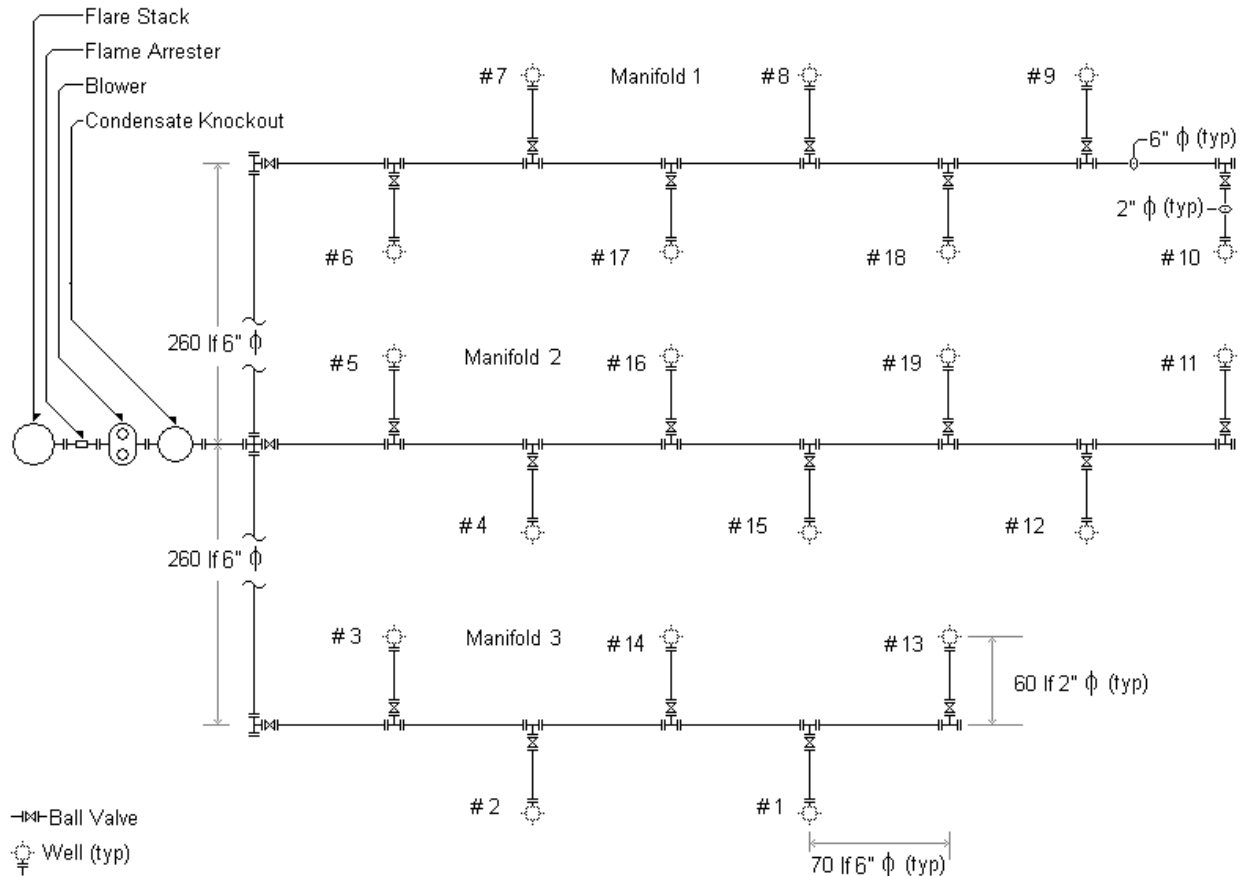 Flare Stack
Flame Arrester
Blower
Condensate Knockout
#7
Manifold 1
#8
#9
6" ϕ (typ)
2" ϕ (typ)
#6
#17
#18
#10
260 lf 6" ϕ
#5
Manifold 2
#16
#19
#11
#4
#15
#12
260 lf 6" ϕ
#3
Manifold 3
#14
#13
60 lf 2" ϕ (typ)
#2
#1
70 lf 6" ϕ (typ)
Ball Valve
Well (typ)